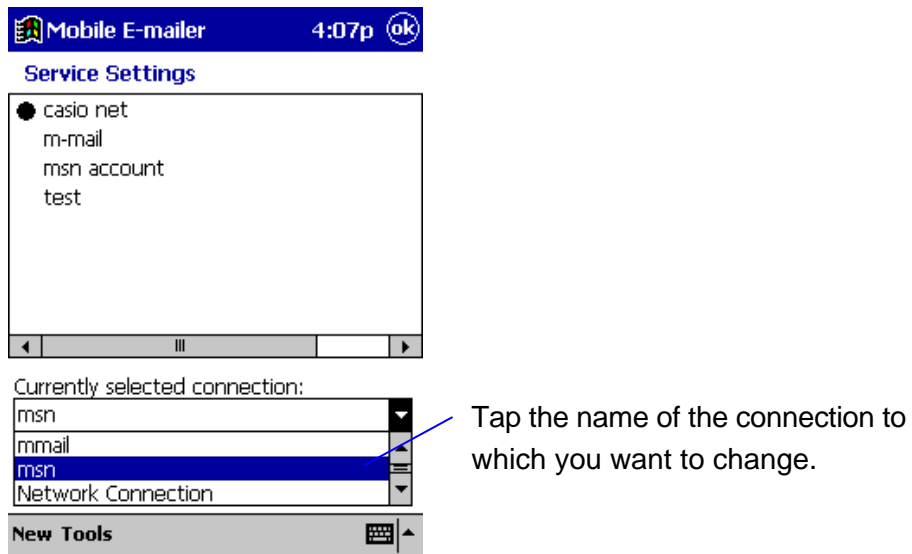 Mobile E-mailer 4:07p ok
Service Settings
casio net
m-mail
msn account
test
Currently selected connection:
msn
mmail
msn
Network Connection
Tap the name of the connection to
which you want to change.
New Tools